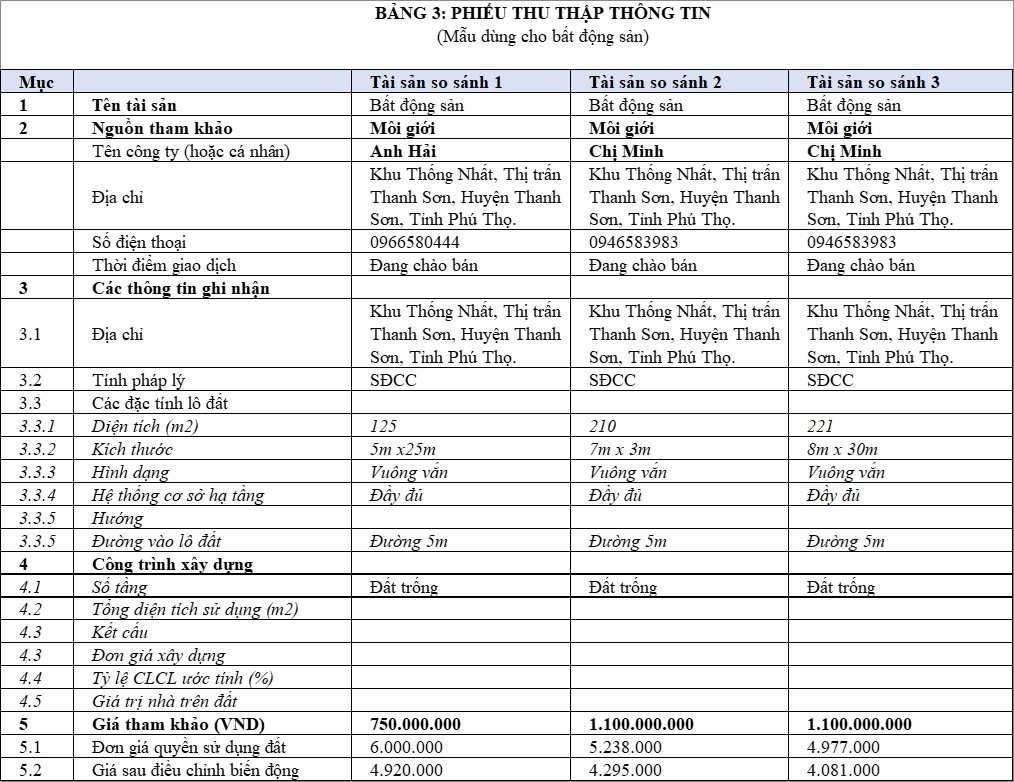 BẢNG 3: PHIẾU THU THẬP THÔNG TIN
(Mẫu dùng cho bất động sản)
Mục Tài sản so sánh 1 Tài sản so sánh 2 Tài sản so sánh 3
1 Tên tài sản Bất động sản Bất động sản Bất động sản
2 Nguồn tham khảo Môi giới Môi giới Môi giới
Tên công ty (hoặc cá nhân) Anh Hải Chị Minh Chị Minh
Địa chỉ Khu Thống Nhất, Thị trấn Thanh Sơn, Huyện Thanh Sơn, Tỉnh Phú Thọ. Khu Thống Nhất, Thị trấn Thanh Sơn, Huyện Thanh Sơn, Tỉnh Phú Thọ. Khu Thống Nhất, Thị trấn Thanh Sơn, Huyện Thanh Sơn, Tỉnh Phú Thọ.
Số điện thoại 0966580444 0946583983 0946583983
Thời điểm giao dịch Đang chào bán Đang chào bán Đang chào bán
3 Các thông tin ghi nhận
3.1 Địa chỉ Khu Thống Nhất, Thị trấn Thanh Sơn, Huyện Thanh Sơn, Tỉnh Phú Thọ. Khu Thống Nhất, Thị trấn Thanh Sơn, Huyện Thanh Sơn, Tỉnh Phú Thọ. Khu Thống Nhất, Thị trấn Thanh Sơn, Huyện Thanh Sơn, Tỉnh Phú Thọ.
3.2 Tính pháp lý SĐCC SĐCC SĐCC
3.3 Các đặc tính lô đất
3.3.1 Diện tích (m2) 125 210 221
3.3.2 Kích thước 5m x25m 7m x 3m 8m x 30m
3.3.3 Hình dạng Vuông vắn Vuông vắn Vuông vắn
3.3.4 Hệ thống cơ sở hạ tầng Đầy đủ Đầy đủ Đầy đủ
3.3.5 Hướng
3.3.5 Đường vào lô đất Đường 5m Đường 5m Đường 5m
4 Công trình xây dựng
4.1 Số tầng Đất trống Đất trống Đất trống
4.2 Tổng diện tích sử dụng (m2)
4.3 Kết cấu
4.3 Đơn giá xây dựng
4.4 Tỷ lệ CLCL ước tính (%)
4.5 Giá trị nhà trên đất
5 Giá tham khảo (VND) 750.000.000 1.100.000.000 1.100.000.000
5.1 Đơn giá quyền sử dụng đất 6.000.000 5.238.000 4.977.000
5.2 Giá sau điều chỉnh biến động 4.920.000 4.295.000 4.081.000